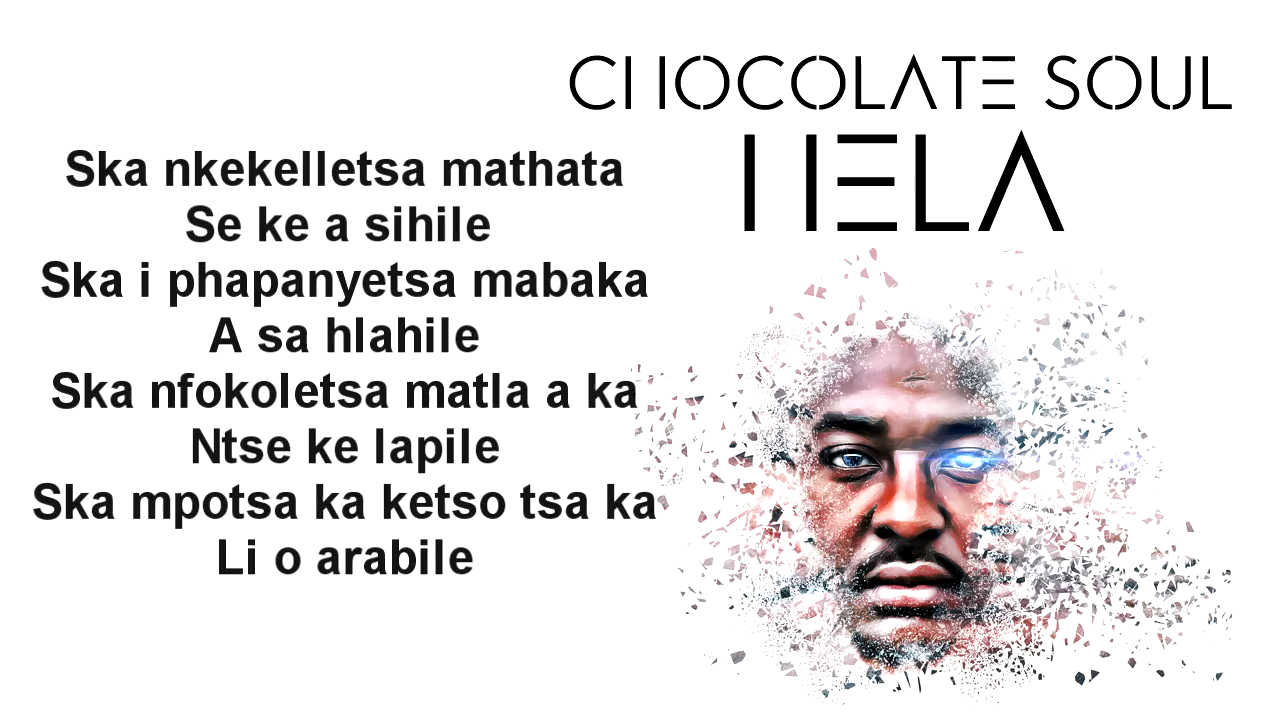 CHOCOLATE SOUL
HELA
Ska nkekelletsa mathata
Se ke a sihile
Ska i phapanyetsa mabaka
A sa hlahile
Ska nfokoletsa matla a ka
Ntse ke lapile
Ska mpotsa ka ketso tsa ka
Li o arabile